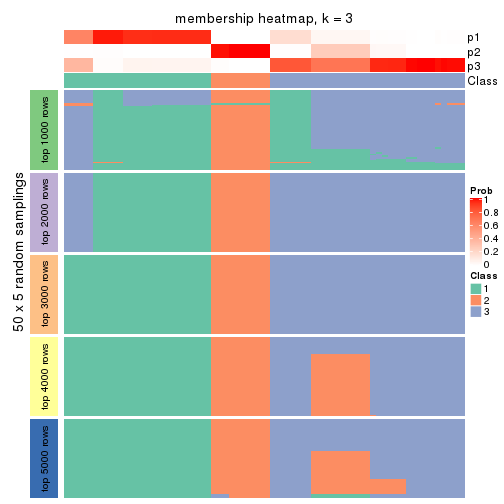 membership heatmap, k = 3
p1
p2
p3
Class
50 x 5 random samplings
top 1000 rows
top 2000 rows
top 3000 rows
top 4000 rows
top 5000 rows
Prob
1
0.8
0.6
0.4
0.2
0
Class
1
2
3